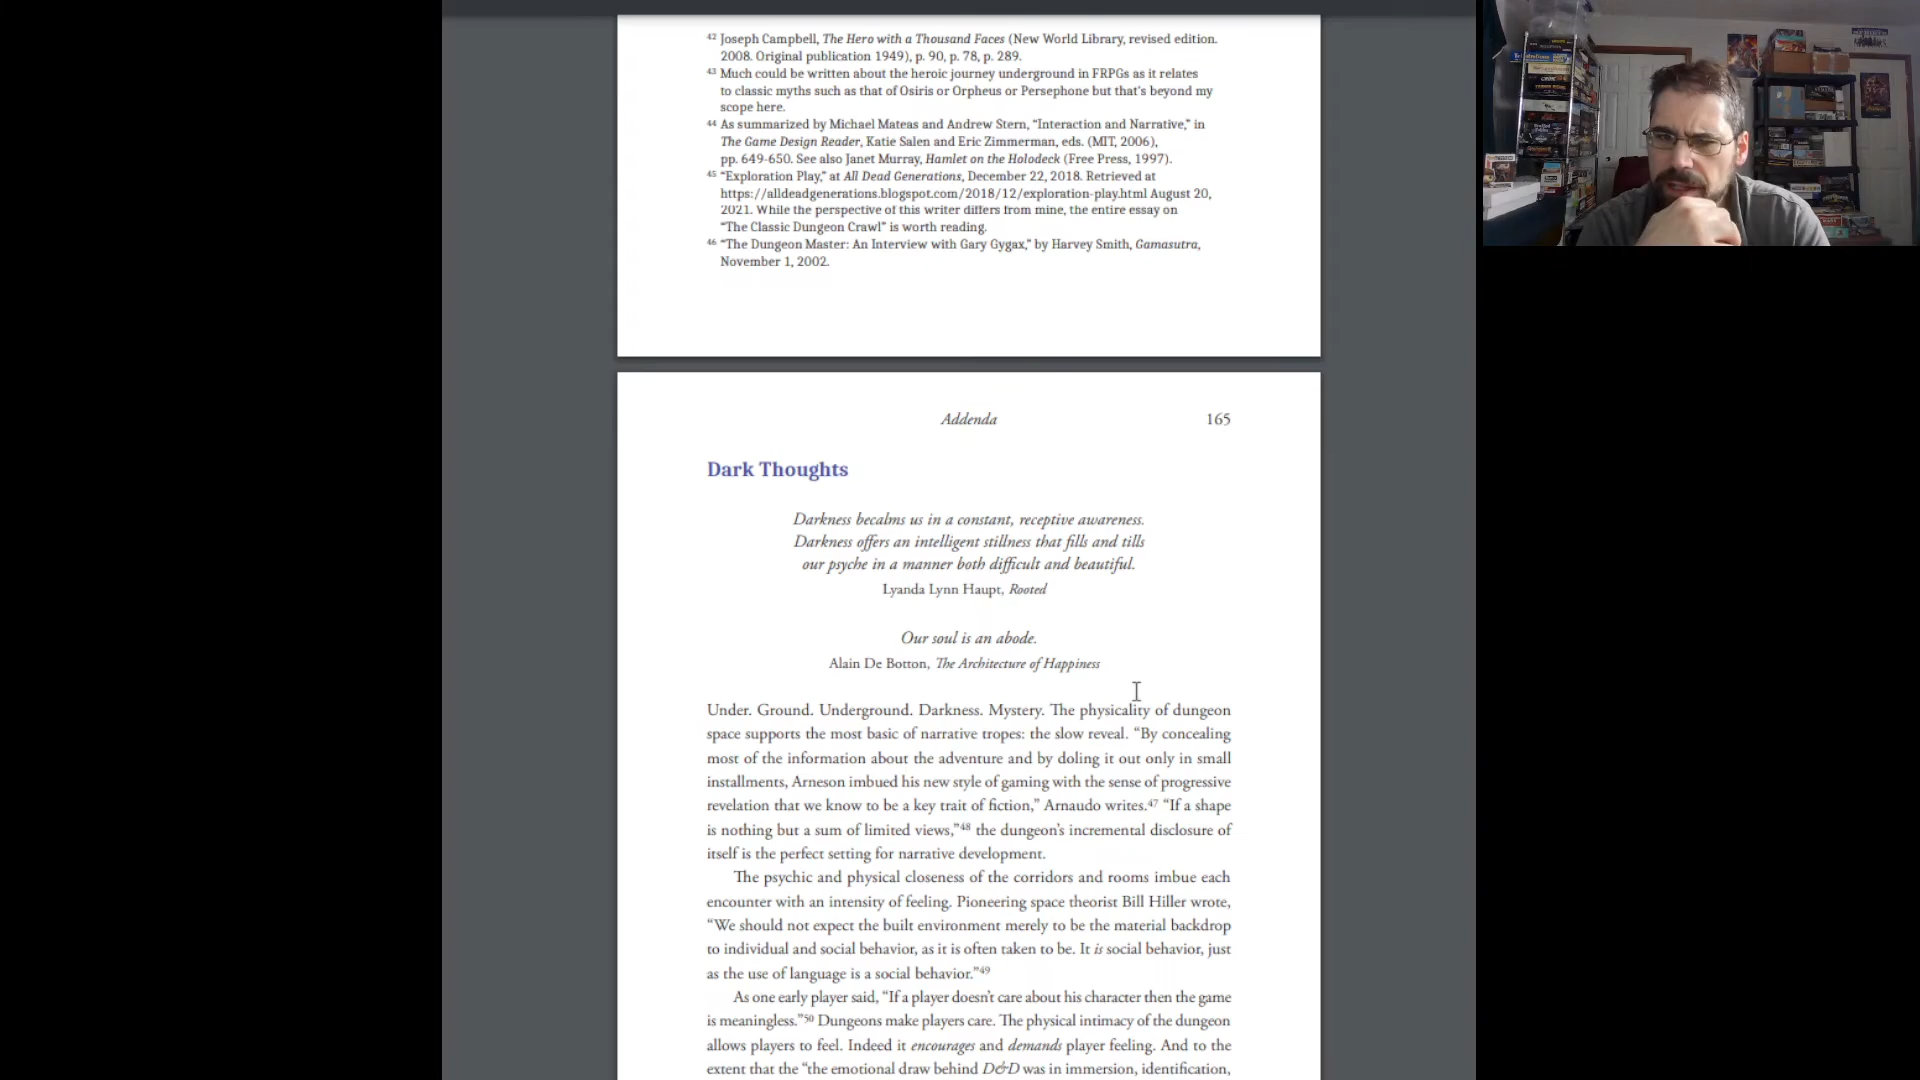 42 Joseph Campbell, The Hero with a Thousand Faces (New World Library, revised edition.
2008. Original publication 1949), p. 90, p. 78, p. 289.
43 Much could be written about the heroic journey underground in FRPGs as it relates
to classic myths such as that of Osiris or Orpheus or Persephone but that's beyond my
scope here.
44 As summarized by Michael Mateas and Andrew Stern, “Interaction and Narrative,” in
The Game Design Reader, Katie Salen and Eric Zimmerman, eds. (MIT, 2006),
pp. 649-650. See also Janet Murray, Hamlet on the Holodeck (Free Press, 1997).
45 “Exploration Play,” at All Dead Generations, December 22, 2018. Retrieved at
https://alldeadgenerations.blogspot.com/2018/12/exploration-play.html August 20,
2021. While the perspective of this writer differs from mine, the entire essay on
“The Classic Dungeon Crawl” is worth reading.
46 “The Dungeon Master: An Interview with Gary Gygax,” by Harvey Smith, Gamasutra,
November 1, 2002.
Addenda 165
Dark Thoughts
Darkness becalms us in a constant, receptive awareness.
Darkness offers an intelligent stillness that fills and tills
our psyche in a manner both difficult and beautiful.
Lyanda Lynn Haupt, Rooted
Our soul is an abode.
Alain De Botton, The Architecture of Happiness
Under. Ground. Underground. Darkness. Mystery. The physicality of dungeon
space supports the most basic of narrative tropes: the slow reveal. “By concealing
most of the information about the adventure and by doling it out only in small
installments, Arneson imbued his new style of gaming with the sense of progressive
revelation that we know to be a key trait of fiction,” Arnaudo writes.47 “If a shape
is nothing but a sum of limited views,”48 the dungeon's incremental disclosure of
itself is the perfect setting for narrative development.
The psychic and physical closeness of the corridors and rooms imbue each
encounter with an intensity of feeling. Pioneering space theorist Bill Hiller wrote,
“We should not expect the built environment merely to be the material backdrop
to individual and social behavior, as it is often taken to be. It is social behavior, just
as the use of language is a social behavior.”49
As one early player said, “If a player doesn't care about his character then the game
is meaningless.”50 Dungeons make players care. The physical intimacy of the dungeon
allows players to feel. Indeed it encourages and demands player feeling. And to the
extent that the “the emotional draw behind D&D was in immersion, identification,